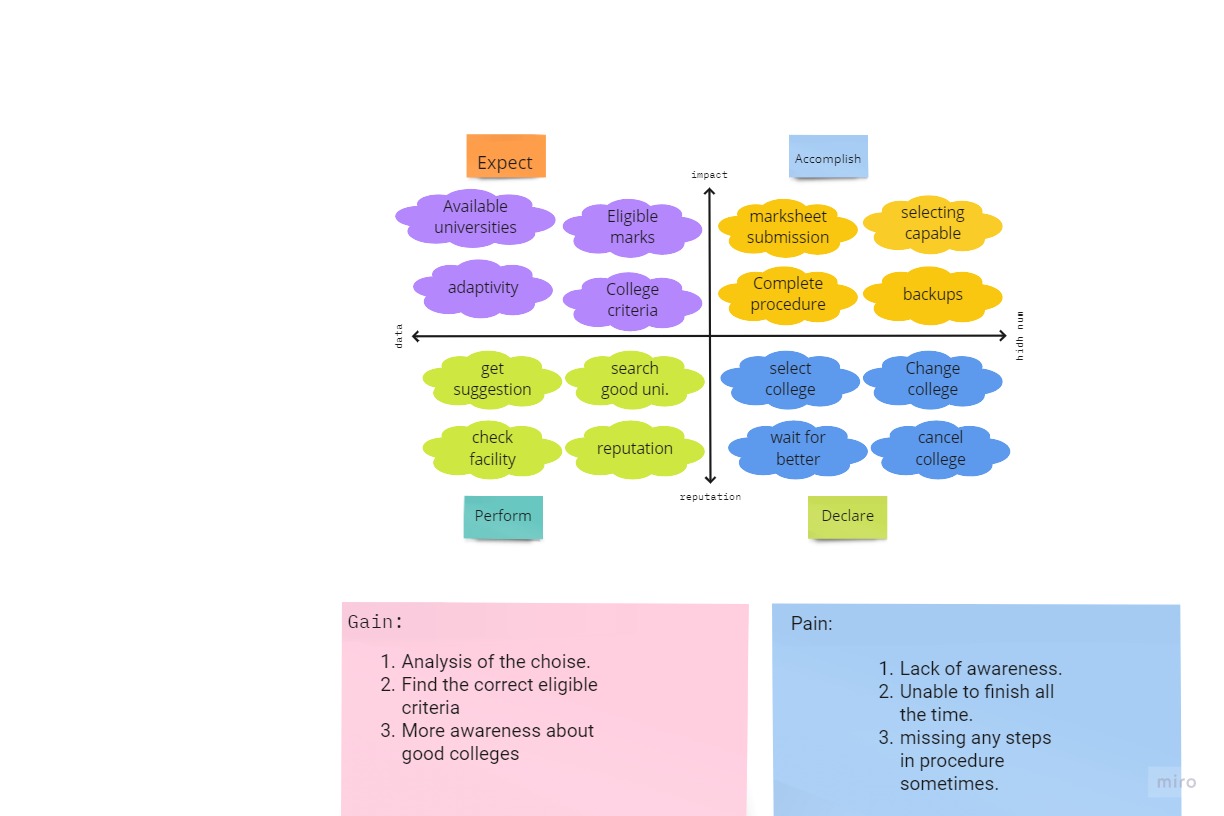 Expect
Accomplish
impact
Available
universities
Eligible
marks
marksheet
submission
selecting
capable
adaptivity
College
criteria
Complete
procedure
backups
data
hidh num
get
suggestion
search
good uni.
select
college
Change
college
check
facility
reputation
wait for
better
cancel
college
reputation
Perform
Declare
Gain:
1. Analysis of the choise.
2. Find the correct eligible
criteria
3. More awareness about
good colleges
Pain:
1. Lack of awareness.
2. Unable to finish all
the time.
3. missing any steps
in procedure
sometimes.
miro